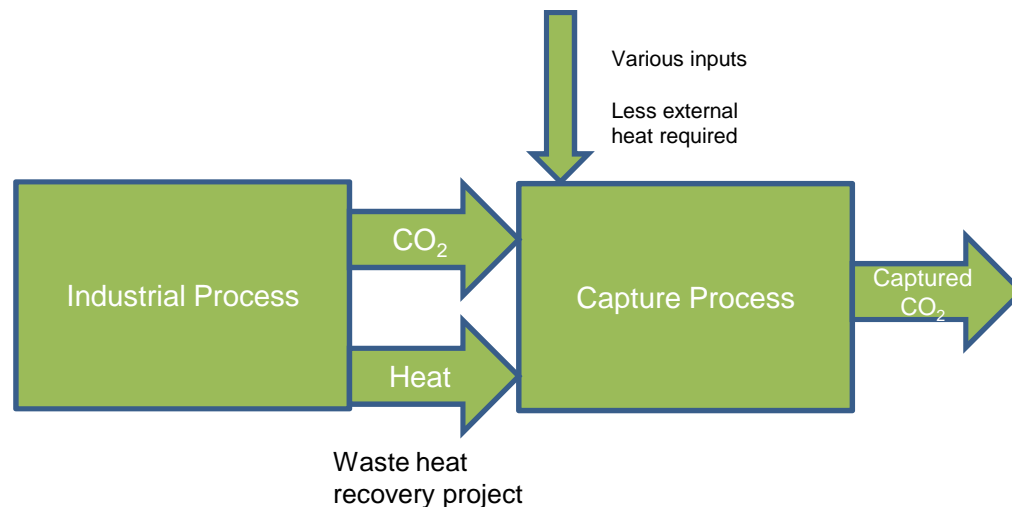 Various inputs
Less external
heat required
Industrial Process
CO₂
Heat
Capture Process
Captured
CO₂
Waste heat
recovery project